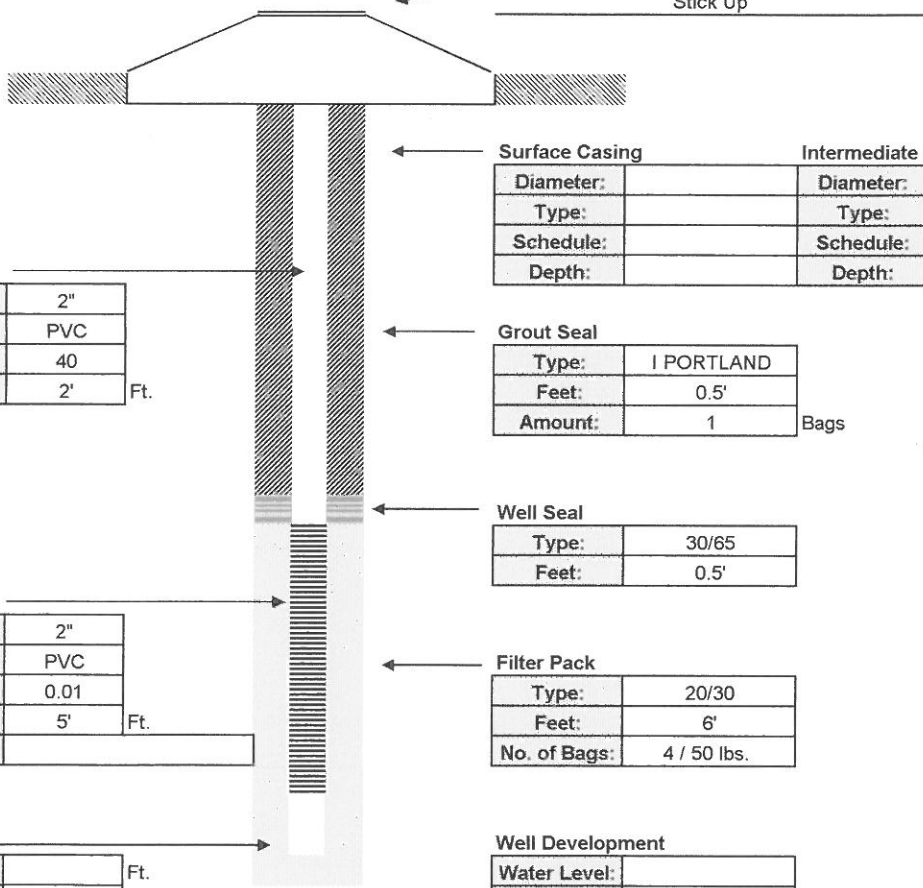 Stick Up
Surface Casing Intermediate
Diameter: Diameter:
Type: Type:
Schedule: Schedule:
Depth: Depth:
2"
PVC
40
2' Ft.
Grout Seal
Type: I PORTLAND
Feet: 0.5'
Amount: 1 Bags
Well Seal
Type: 30/65
Feet: 0.5'
2"
PVC
0.01
5' Ft.
Filter Pack
Type: 20/30
Feet: 6'
No. of Bags: 4 / 50 lbs.
Ft.
Well Development
Water Level: